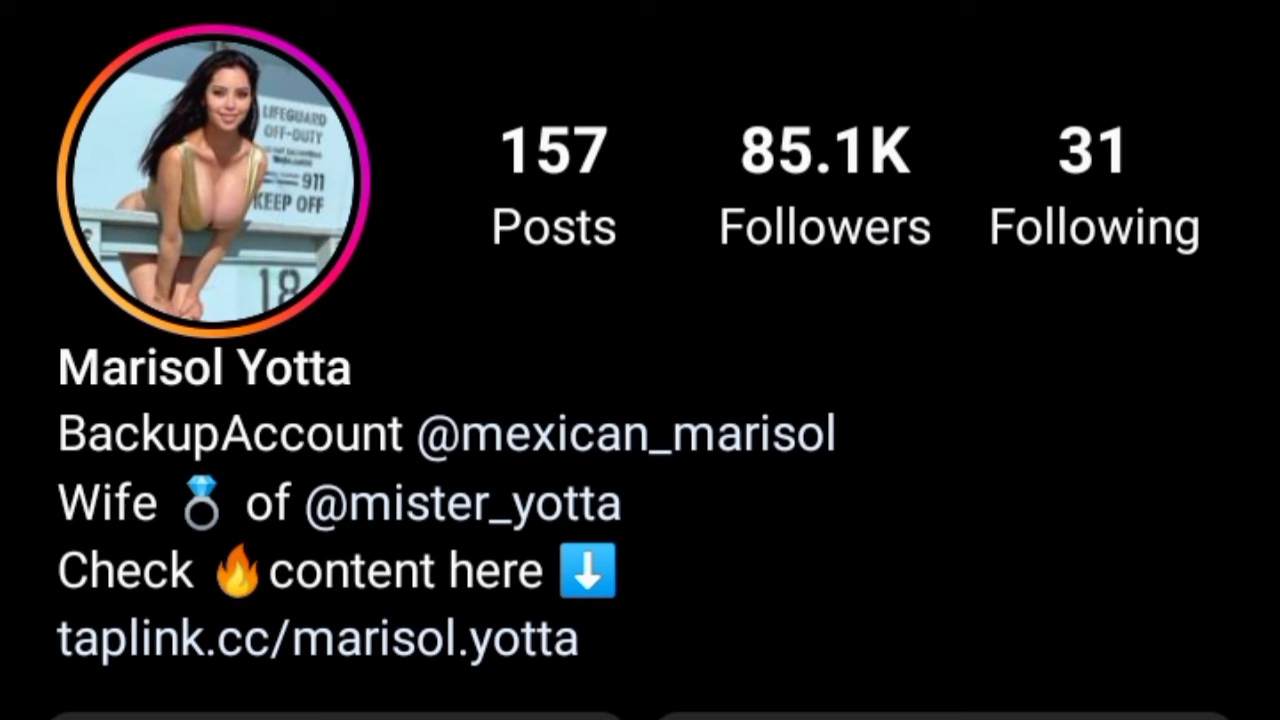 LIFEGUARD
OFF-DUTY
911
KEEP OFF
18
157
Posts
85.1K
Followers
31
Following
Marisol Yotta
BackupAccount @mexican_marisol
Wife 💍 of @mister_yotta
Check 🔥content here ⬇️
taplink.cc/marisol.yotta